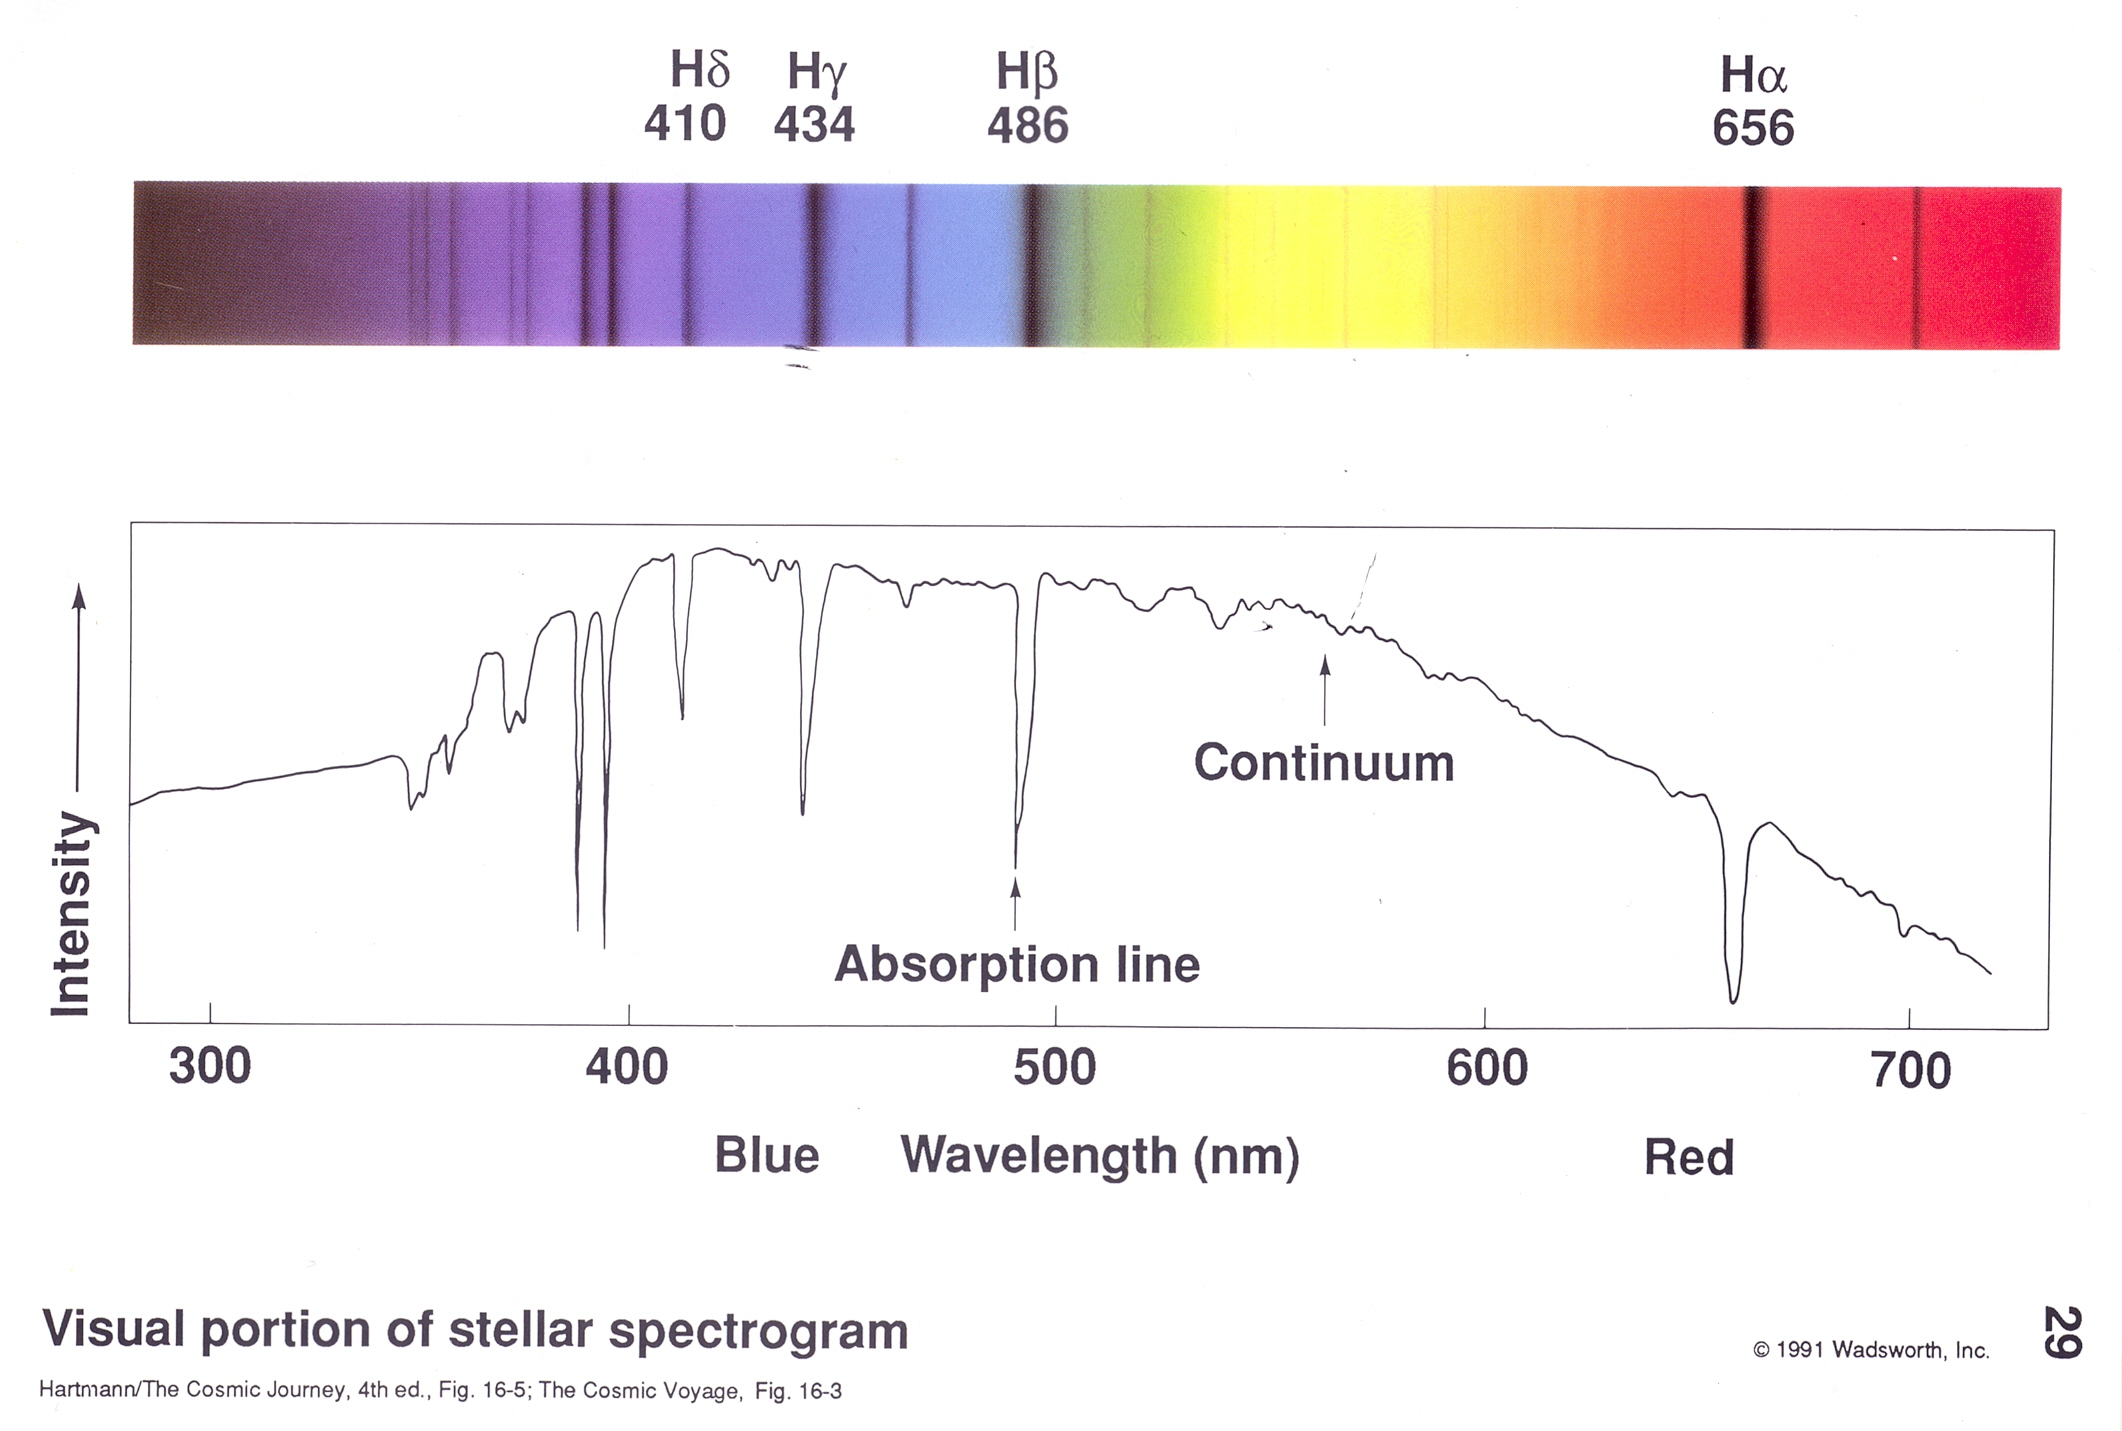 Hδ Hγ Hβ Hα
410 434 486 656
Intensity
Continuum
Absorption line
300 400 500 600 700
Blue Wavelength (nm) Red
Visual portion of stellar spectrogram
Hartmann/The Cosmic Journey, 4th ed., Fig. 16-5; The Cosmic Voyage, Fig. 16-3
© 1991 Wadsworth, Inc.
29